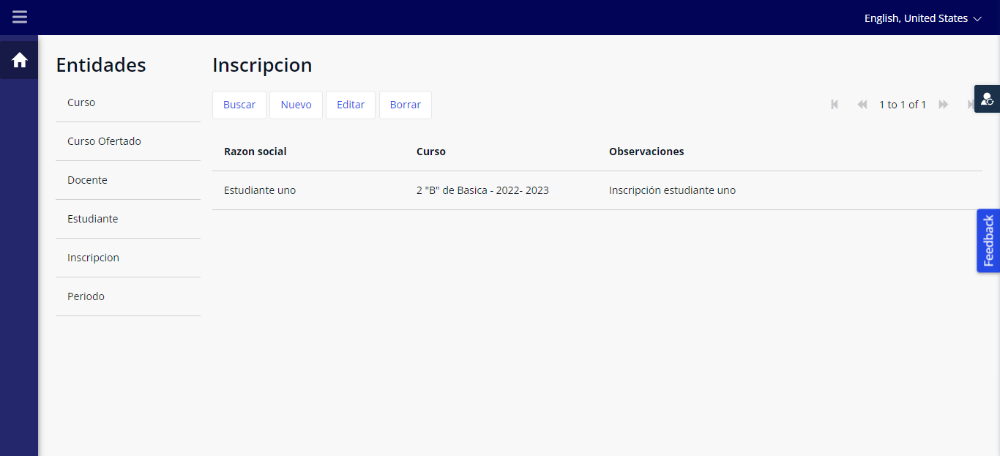 English, United States
Entidades
Curso
Curso Ofertado
Docente
Estudiante
Inscripcion
Periodo
Inscripcion
Buscar Nuevo Editar Borrar
1 to 1 of 1
Razon social Curso Observaciones
Estudiante uno 2 "B" de Basica - 2022- 2023 Inscripción estudiante uno
Feedback